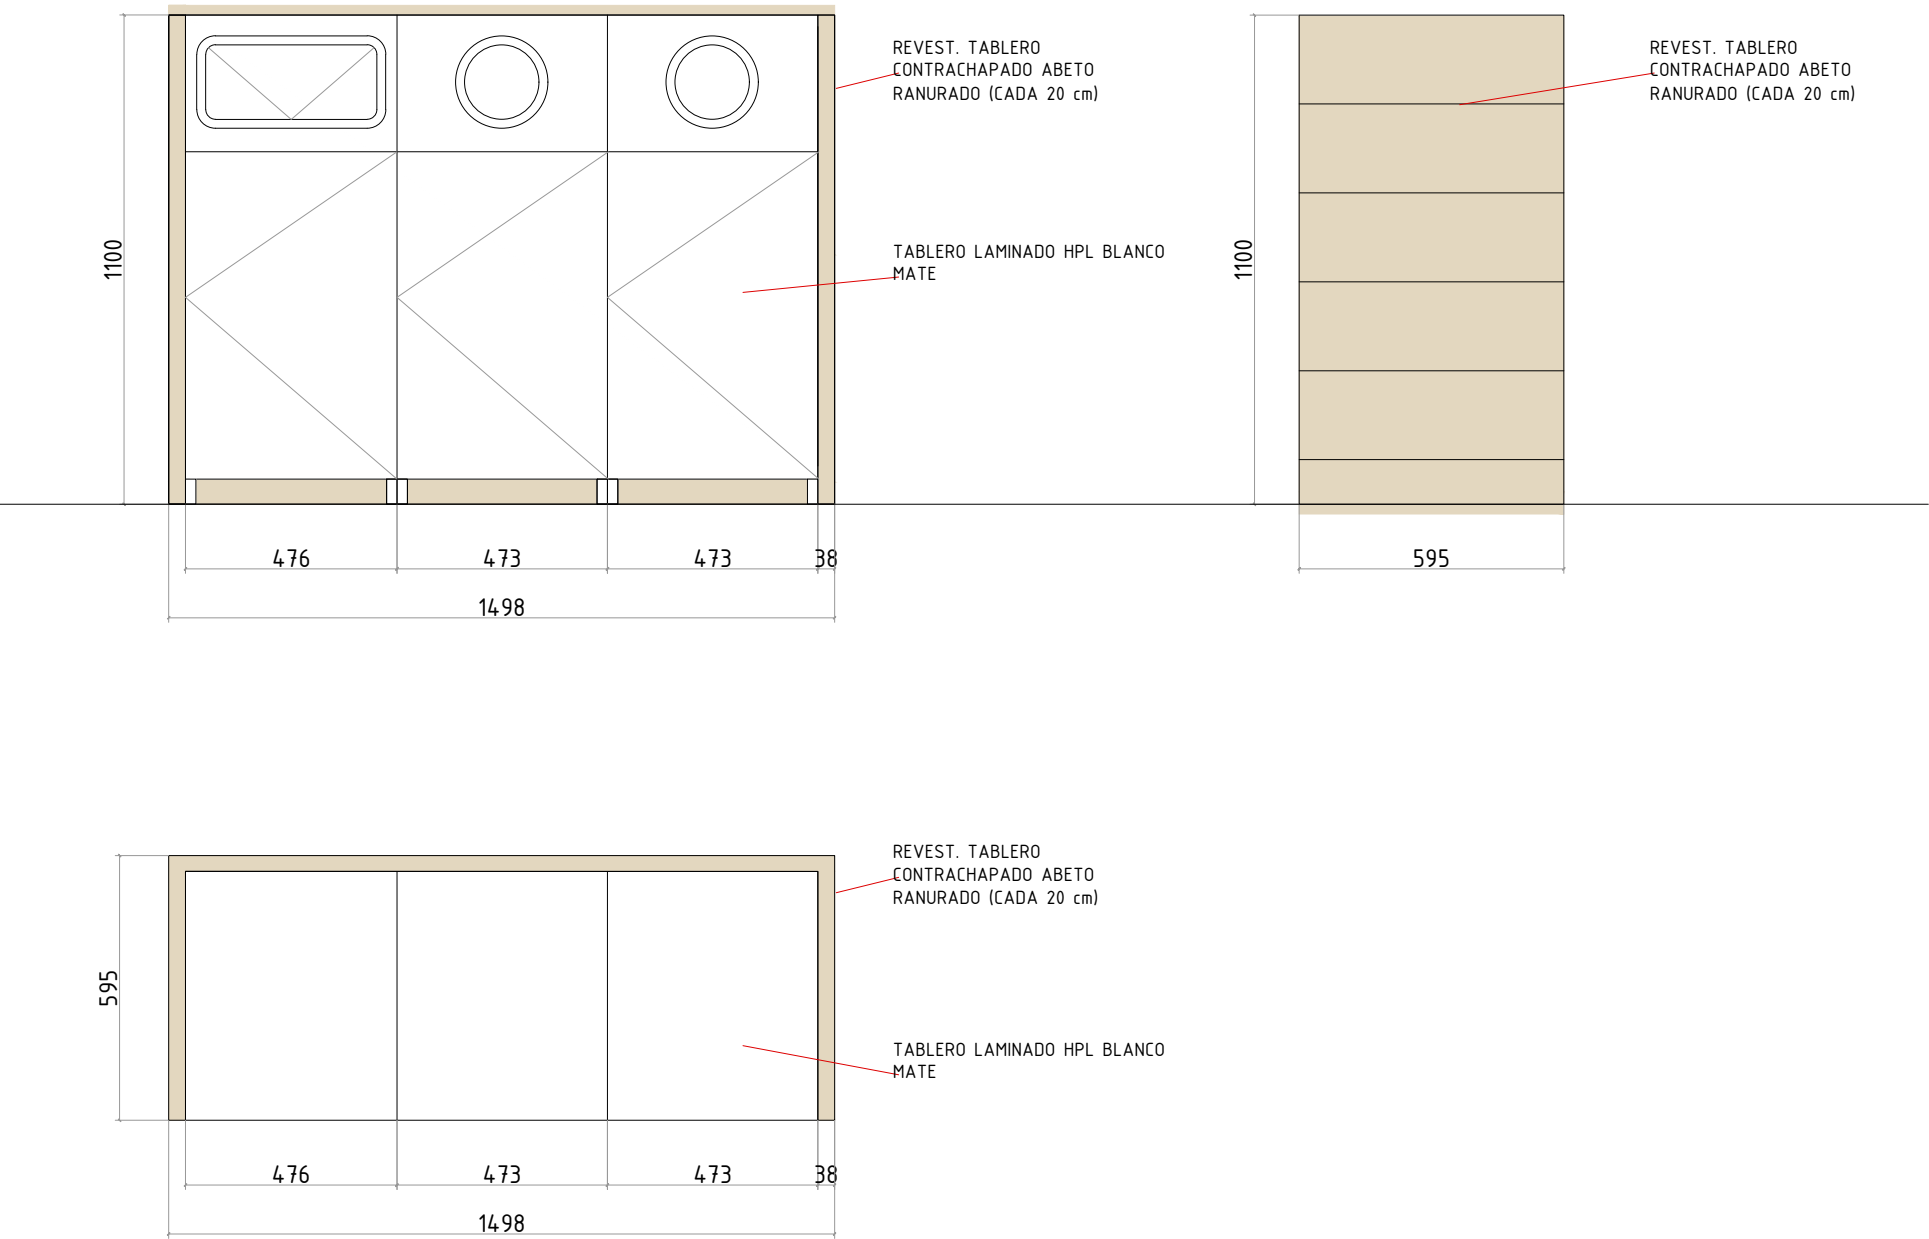 REVEST. TABLERO
CONTRACHAPADO ABETO
RANURADO (CADA 20 cm)
REVEST. TABLERO
CONTRACHAPADO ABETO
RANURADO (CADA 20 cm)
1100
TABLERO LAMINADO HPL BLANCO
MATE
1100
476
473
473
38
595
1498
REVEST. TABLERO
CONTRACHAPADO ABETO
RANURADO (CADA 20 cm)
595
TABLERO LAMINADO HPL BLANCO
MATE
476
473
473
38
1498